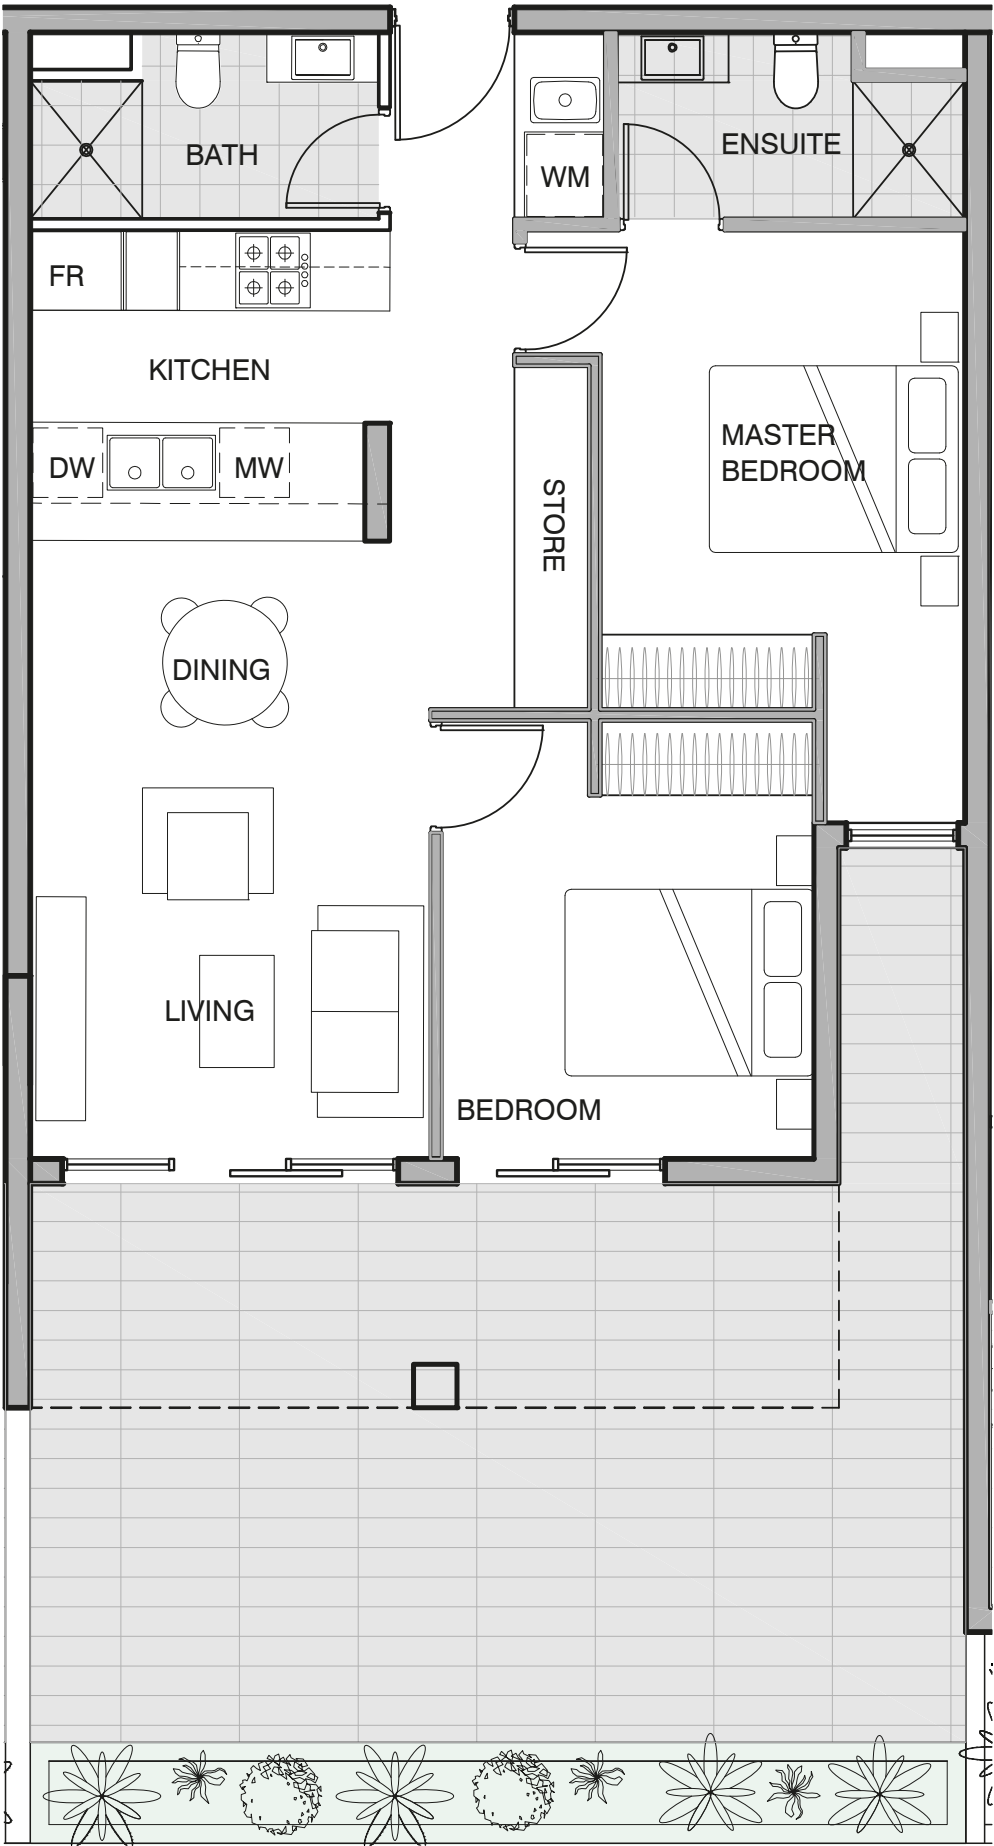 BATH
WM
ENSUITE
FR
KITCHEN
MASTER
BEDROOM
DW
MW
STORE
DINING
LIVING
BEDROOM